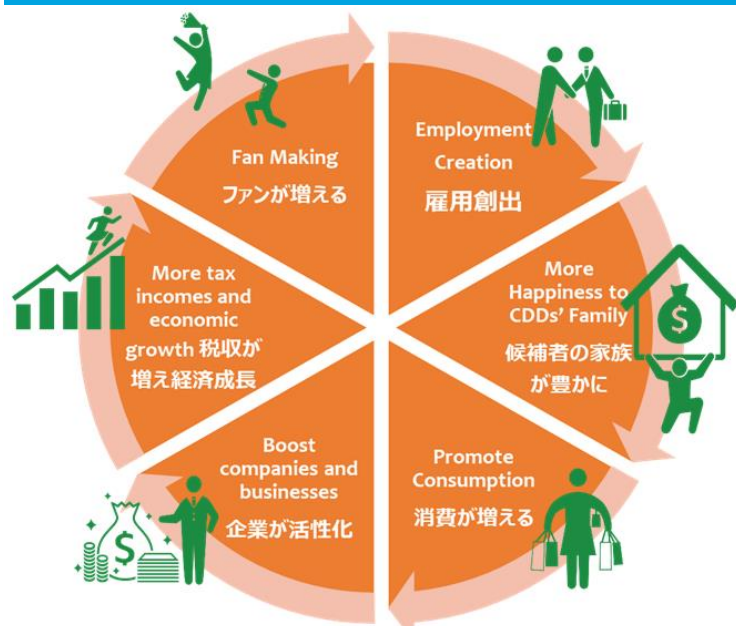 Fan Making
ファンが増える
Employment
Creation
雇用創出
More
Happiness to
CDDs' Family
候補者の家族
が豊かに
Promote
Consumption
消費が増える
Boost
companies and
businesses
企業が活性化
More tax
incomes and
economic
growth 税収が
増え経済成長
$
$